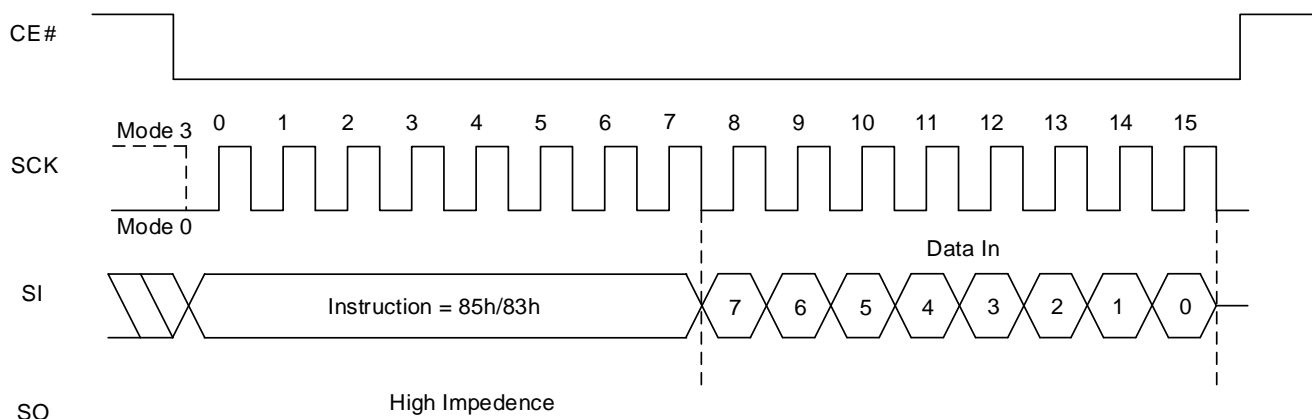 CE#
Mode 3 0 1 2 3 4 5 6 7 8 9 10 11 12 13 14 15
SCK
Mode 0
Data In
SI
Instruction = 85h/83h 7 6 5 4 3 2 1 0
High Impedence
SO